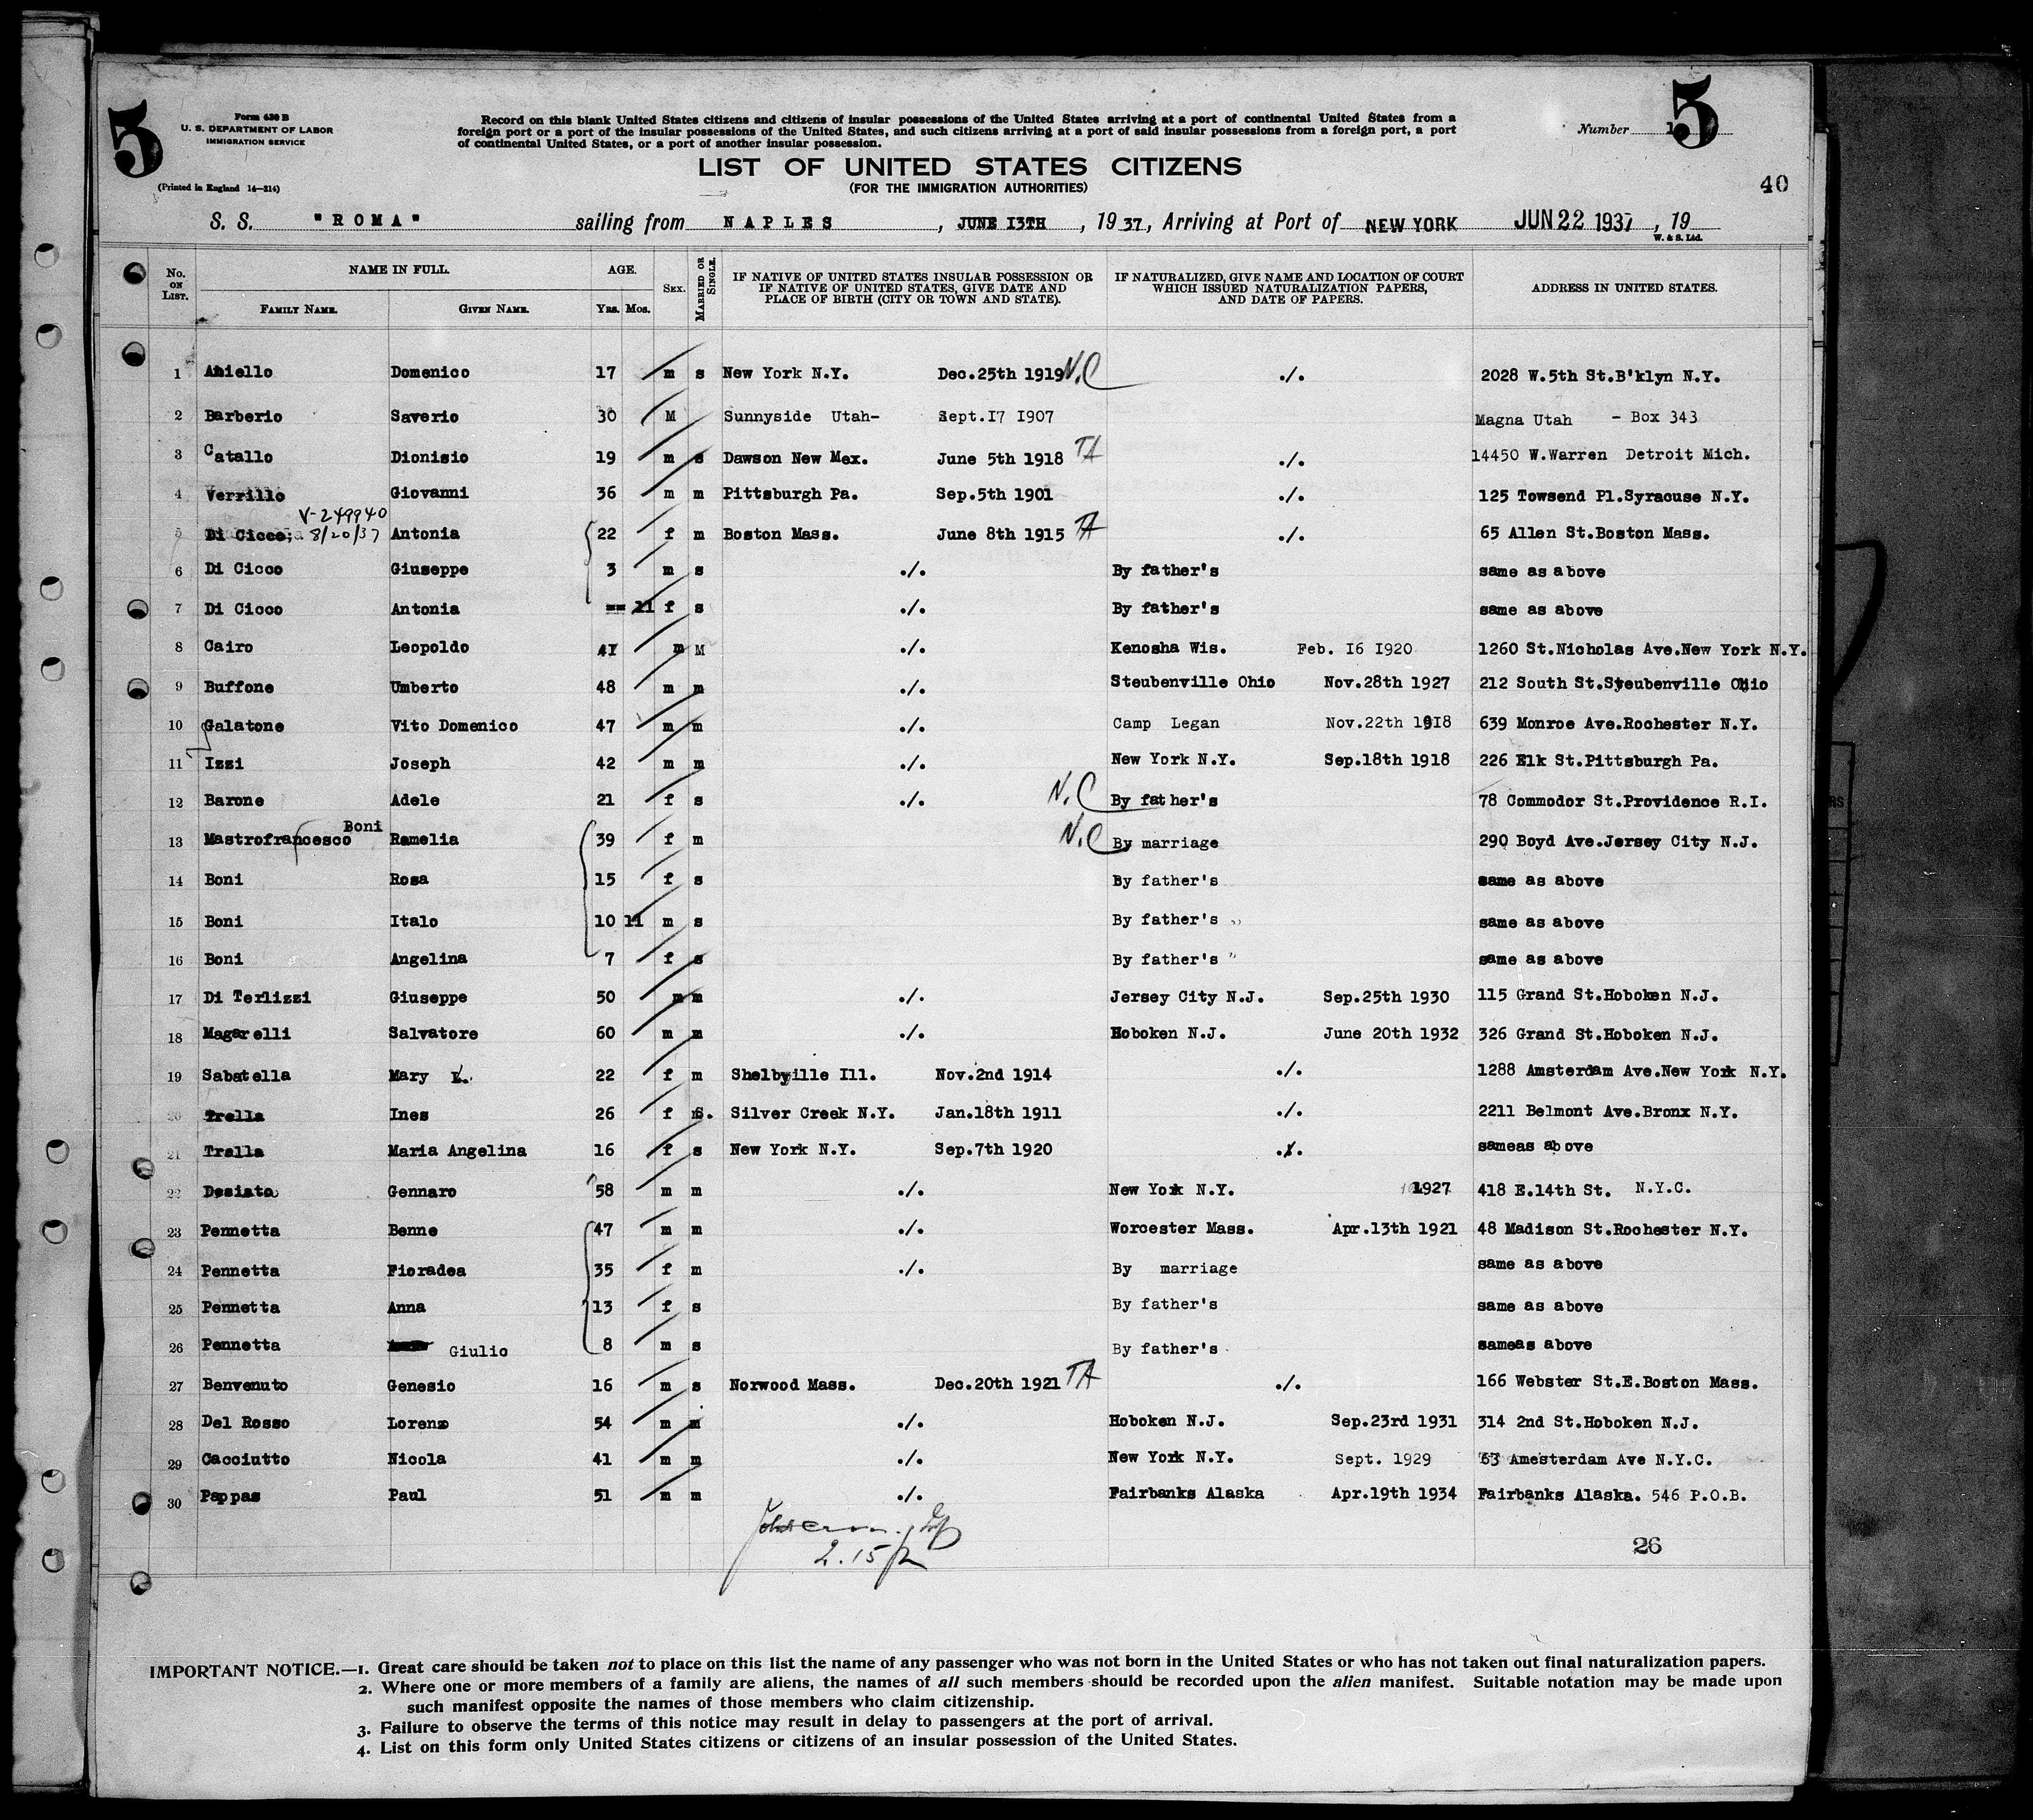 5
5
Form 630 B
U. S. DEPARTMENT OF LABOR
IMMIGRATION SERVICE
(Printed in England 14—214)
Record on this blank United States citizens and citizens of insular possessions of the United States arriving at a port of continental United States from a
foreign port or a port of the insular possessions of the United States, and such citizens arriving at a port of said insular possessions from a foreign port, a port
of continental United States, or a port of another insular possession.
Number
LIST OF UNITED STATES CITIZENS
(FOR THE IMMIGRATION AUTHORITIES)
40
S. S. "ROMA" sailing from NAPLES, JUNE 13TH, 1937, Arriving at Port of NEW YORK JUN 22 1937, 19
W. & S. Ltd.
No. ON LIST. NAME IN FULL. FAMILY NAME. GIVEN NAME. AGE. YRS. MOS. SEX. MARRIED OR SINGLE. IF NATIVE OF UNITED STATES INSULAR POSSESSION OR IF NATIVE OF UNITED STATES, GIVE DATE AND PLACE OF BIRTH (CITY OR TOWN AND STATE). IF NATURALIZED, GIVE NAME AND LOCATION OF COURT WHICH ISSUED NATURALIZATION PAPERS, AND DATE OF PAPERS. ADDRESS IN UNITED STATES.
1 Aniello Domenico 17 m s New York N.Y. Dec.25th 1919 N.C ./. 2028 W.5th St.B'klyn N.Y.
2 Barberio Saverio 30 M Sunnyside Utah- Sept.I7 I907 Magna Utah - Box 343
3 Catallo Dionisio 19 m s Dawson New Mex. June 5th 1918 TA ./. 14450 W.Warren Detroit Mich.
4 Verrillo Giovanni 36 m m Pittsburgh Pa. Sep.5th 1901 ./. 125 Towsend Pl.Syracuse N.Y.
V-249940
5 Di Cicco; 8/20/37 Antonia 22 f m Boston Mass. June 8th 1915 TA ./. 65 Allen St.Boston Mass.
6 Di Cicco Giuseppe 3 m s ./. By father's same as above
7 Di Cicco Antonia -- 11 f s ./. By father's same as above
8 Cairo Leopoldo 41 m M ./. Kenosha Wis. Feb. I6 I920 1260 St.Nicholas Ave.New York N.Y.
9 Buffone Umberto 48 m m ./. Steubenville Ohio Nov.28th 1927 212 South St.Steubenville Ohio
10 Galatone Vito Domenico 47 m m ./. Camp Legan Nov.22th 19I8 639 Monroe Ave.Rochester N.Y.
11 Izzi Joseph 42 m m ./. New York N.Y. Sep.18th 1918 226 Elk St.Pittsburgh Pa.
12 Barone Adele 21 f s ./. N.C By father's 78 Commodor St.Providence R.I.
Boni
13 Mastrofrancesco Ramelia 39 f m N.C By marriage 290 Boyd Ave.Jersey City N.J.
14 Boni Rosa 15 f s By father's same as above
15 Boni Italo 10 11 m s By father's " same as above
16 Boni Angelina 7 f s By father's " same as above
17 Di Terlizzi Giuseppe 50 m m ./. Jersey City N.J. Sep.25th 1930 115 Grand St.Hoboken N.J.
18 Magarelli Salvatore 60 m m ./. Hoboken N.J. June 20th 1932 326 Grand St.Hoboken N.J.
19 Sabatella Mary L. 22 f m Shelbyille Ill. Nov.2nd 1914 ./. 1288 Amsterdam Ave.New York N.Y.
20 Trella Ines 26 f S. Silver Creek N.Y. Jan.18th 1911 ./. 2211 Belmont Ave.Bronx N.Y.
21 Tralla Maria Angelina 16 f s New York N.Y. Sep.7th 1920 ./. sameas above
22 Desiato Gennaro 58 m m ./. New York N.Y. 1927 418 E.14th St. N.Y.C.
23 Pennetta Benne 47 m m ./. Worcester Mass. Apr.13th 1921 48 Madison St.Rochester N.Y.
24 Pennetta Fioradea 35 f m ./. By marriage same as above
25 Pennetta Anna 13 f s By father's same as above
26 Pennetta Giulio 8 m s By father's sameas above
27 Benvenuto Genesio 16 m s Norwood Mass. Dec.20th 1921 TA ./. 166 Webster St.E.Boston Mass.
28 Del Rosso Lorenzo 54 m m ./. Hoboken N.J. Sep.23rd 1931 314 2nd St.Hoboken N.J.
29 Cacciutto Nicola 41 m m ./. New York N.Y. Sept. 1929 63 Amesterdam Ave N.Y.C.
30 Pappas Paul 51 m m ./. Fairbanks Alaska Apr.19th 1934 Fairbanks Alaska. 546 P.O.B.
2.15
26
IMPORTANT NOTICE.—1. Great care should be taken not to place on this list the name of any passenger who was not born in the United States or who has not taken out final naturalization papers.
2. Where one or more members of a family are aliens, the names of all such members should be recorded upon the alien manifest. Suitable notation may be made upon
such manifest opposite the names of those members who claim citizenship.
3. Failure to observe the terms of this notice may result in delay to passengers at the port of arrival.
4. List on this form only United States citizens or citizens of an insular possession of the United States.